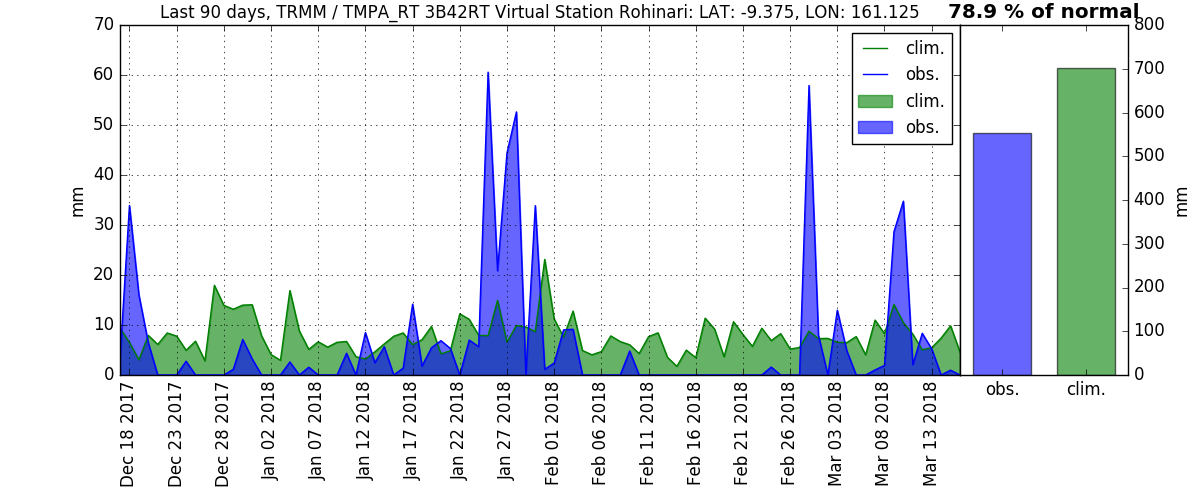 Last 90 days, TRMM / TMPA_RT 3B42RT Virtual Station Rohinari: LAT: -9.375, LON: 161.125
78.9 % of normal
70
60
50
40
30
20
10
0
mm
clim.
obs.
clim.
obs.
Dec 18 2017
Dec 23 2017
Dec 28 2017
Jan 02 2018
Jan 07 2018
Jan 12 2018
Jan 17 2018
Jan 22 2018
Jan 27 2018
Feb 01 2018
Feb 06 2018
Feb 11 2018
Feb 16 2018
Feb 21 2018
Feb 26 2018
Mar 03 2018
Mar 08 2018
Mar 13 2018
800
700
600
500
400
300
200
100
0
mm
obs.
clim.